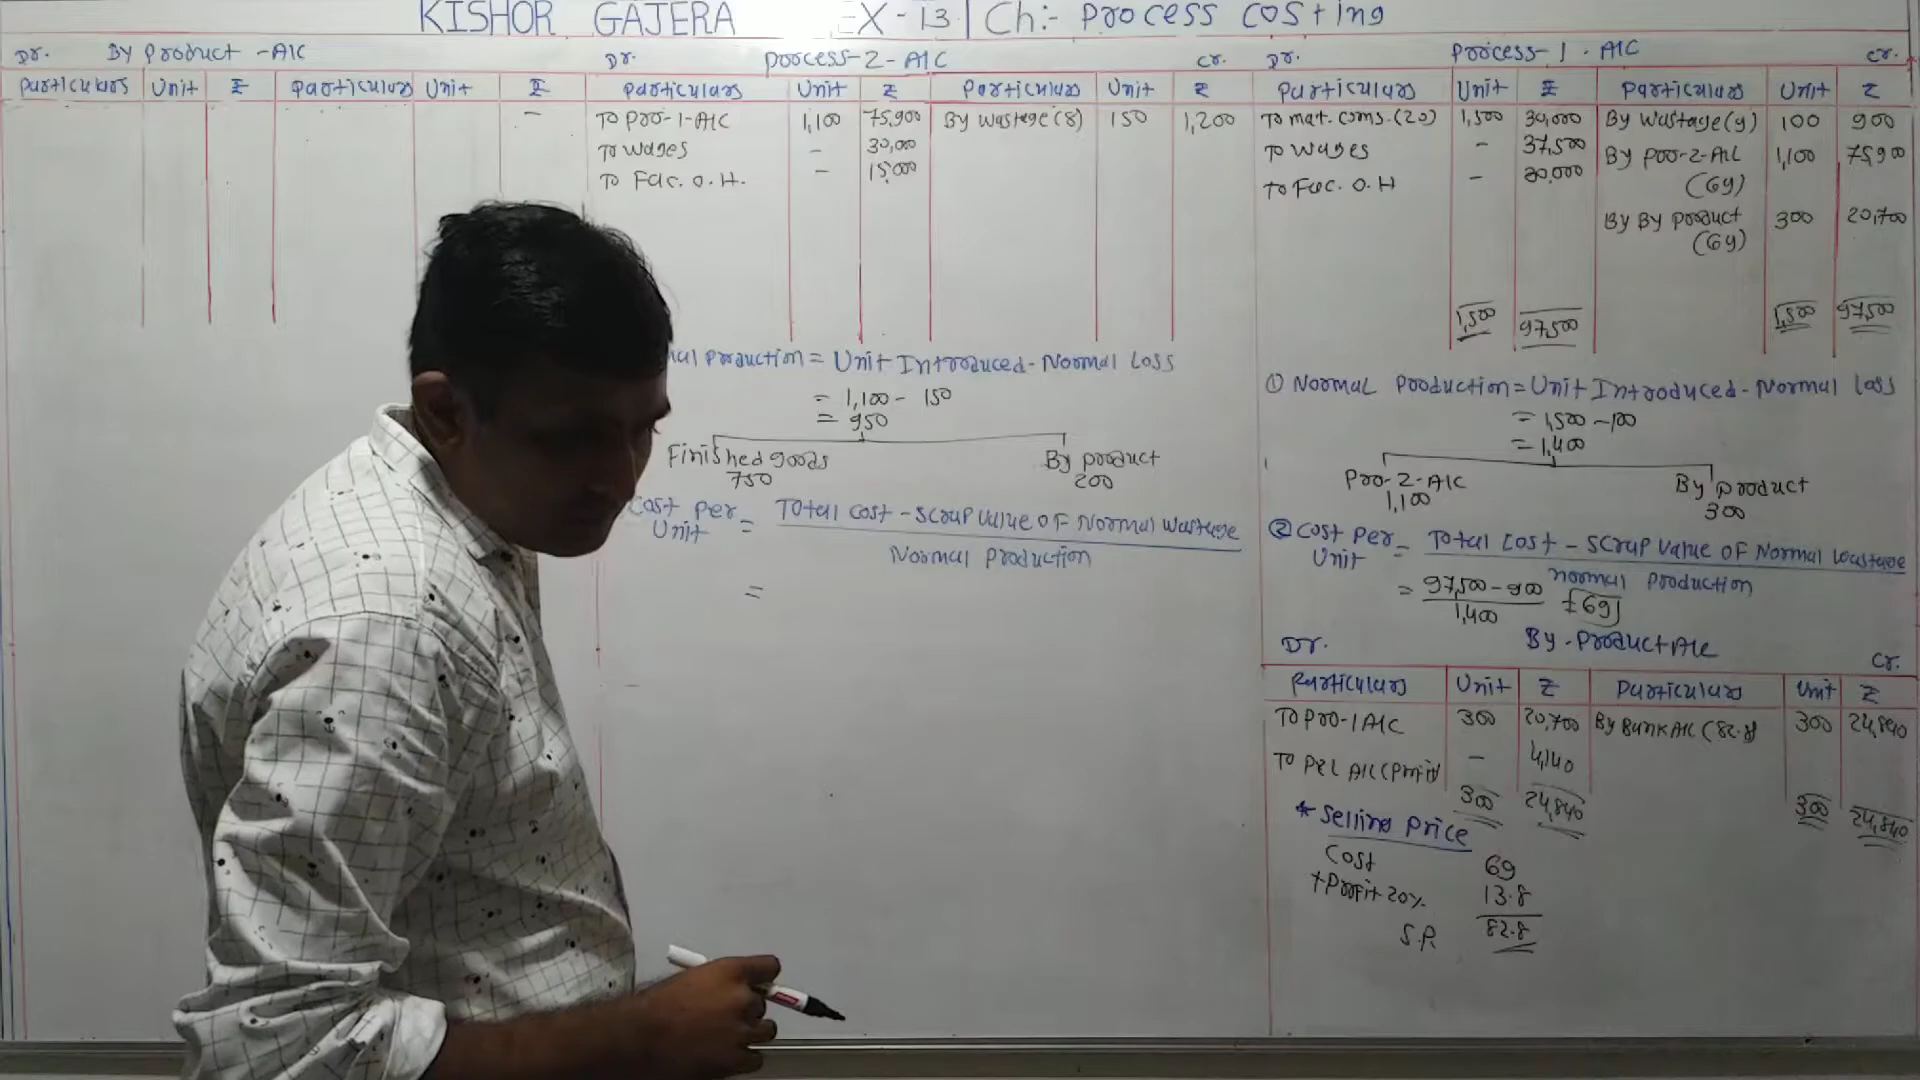 KISHOR GAJERA EX-13 | Ch:- Process costing
Dr. By Product -A/C
Particulars Unit ₹ Particulars Unit ₹
-
Dr. process-2-A/C Cr.
Particulars Unit ₹ Particulars Unit ₹
To pro-1-A/C 1,100 75,900 By Wastage (8) 150 1,200
To Wages - 30,000
To Fac. O.H. - 15,000
nal Production = Unit Introduced - Normal Loss
= 1,100 - 150
= 950
Finished goods By product
750 200
Cost Per Unit = Total Cost - Scrap Value OF Normal Wastage
Normal Production
=
Dr. Process-1-A/C Cr.
Particulars Unit ₹ Particulars Unit ₹
To mat. cons. (20) 1,500 30,000 By Wastage (9) 100 900
To Wages - 37,500 By pro-2-A/C 1,100 75,900
(69)
To Fac. O.H - 30,000
By By product 300 20,700
(69)
1,500 97,500 1,500 97,500
① Normal Production = Unit Introduced - Normal Loss
= 1,500 - 100
= 1,400
Pro-2-A/C By product
1,100 300
② Cost Per Unit = Total Cost - Scrap Value OF Normal Wastage
normal production
= 97,500 - 900 ₹69
1,400
Dr. By-Product A/c Cr.
Particulars Unit ₹ Particulars Unit ₹
To Pro-1 A/C 300 20,700 By Bank A/C (82.8) 300 24,840
To P&L A/C (Profit) - 4,140
300 24,840 300 24,840
* Selling Price
Cost 69
+ Profit 20% 13.8
S.P. 82.8